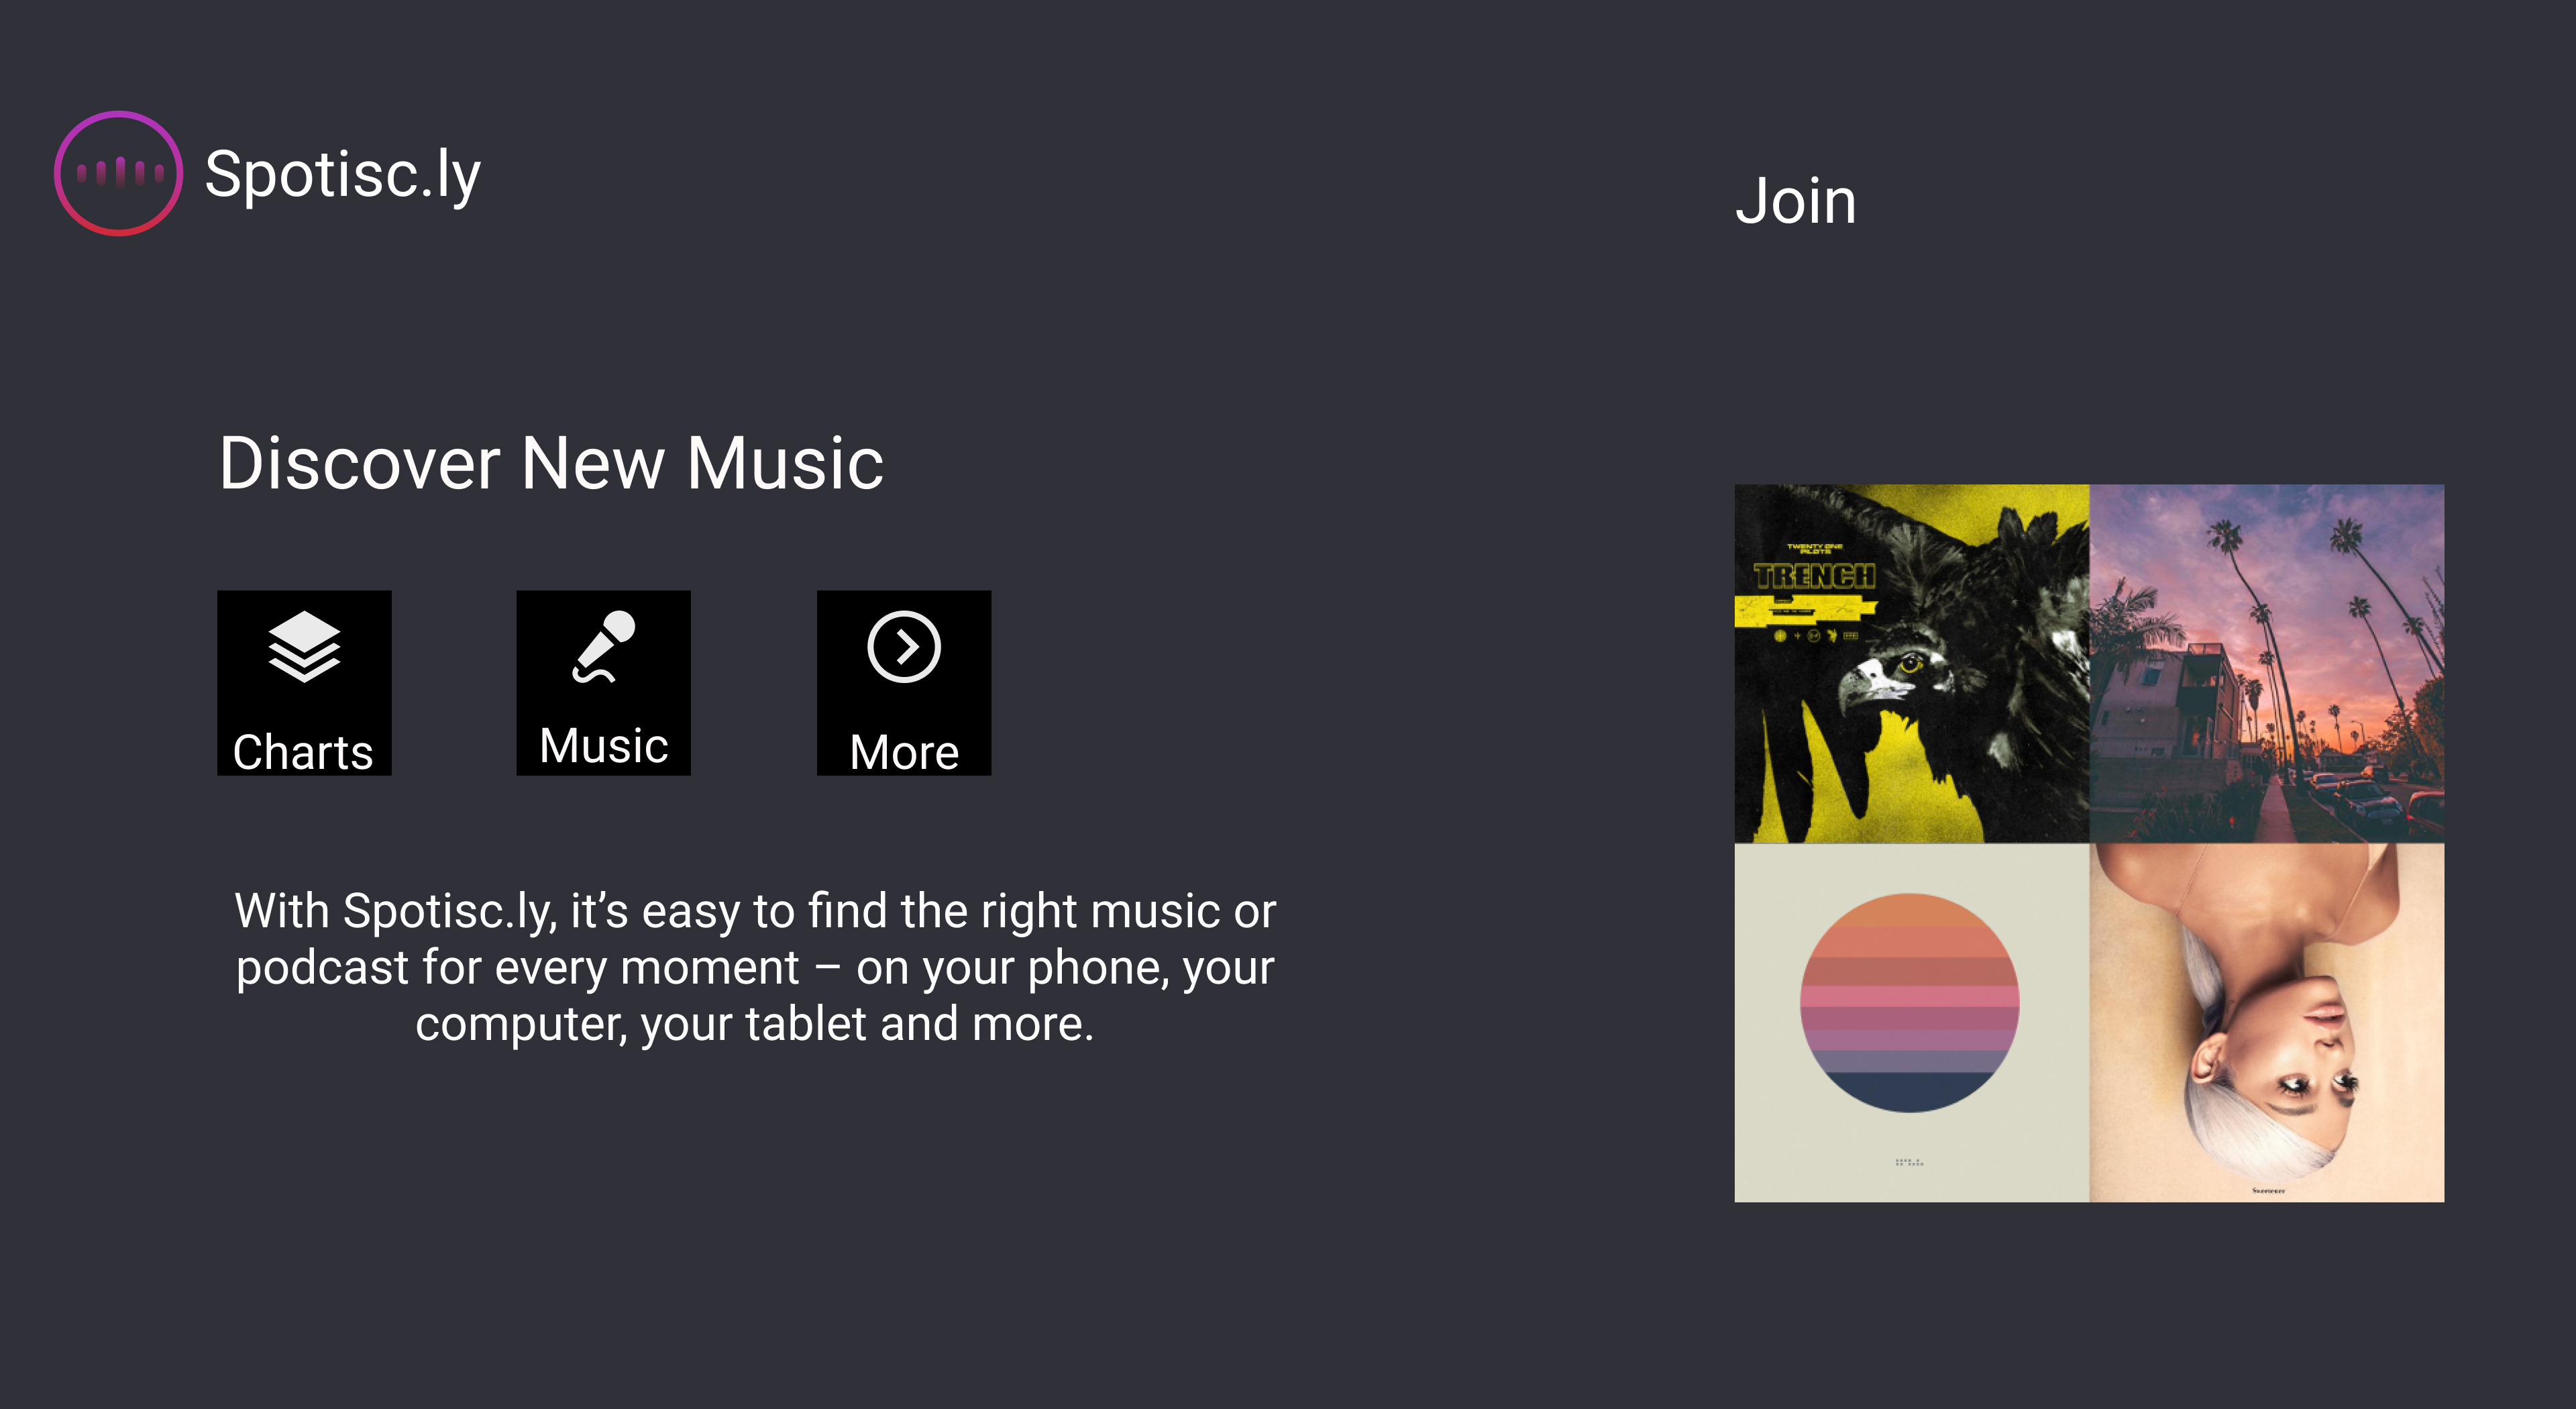 Spotisc.ly
Join
Discover New Music
Charts
Music
More
With Spotisc.ly, it’s easy to find the right music or
podcast for every moment – on your phone, your
computer, your tablet and more.
TWENTY ONE
PILOTS
TRENCH
Sweetener